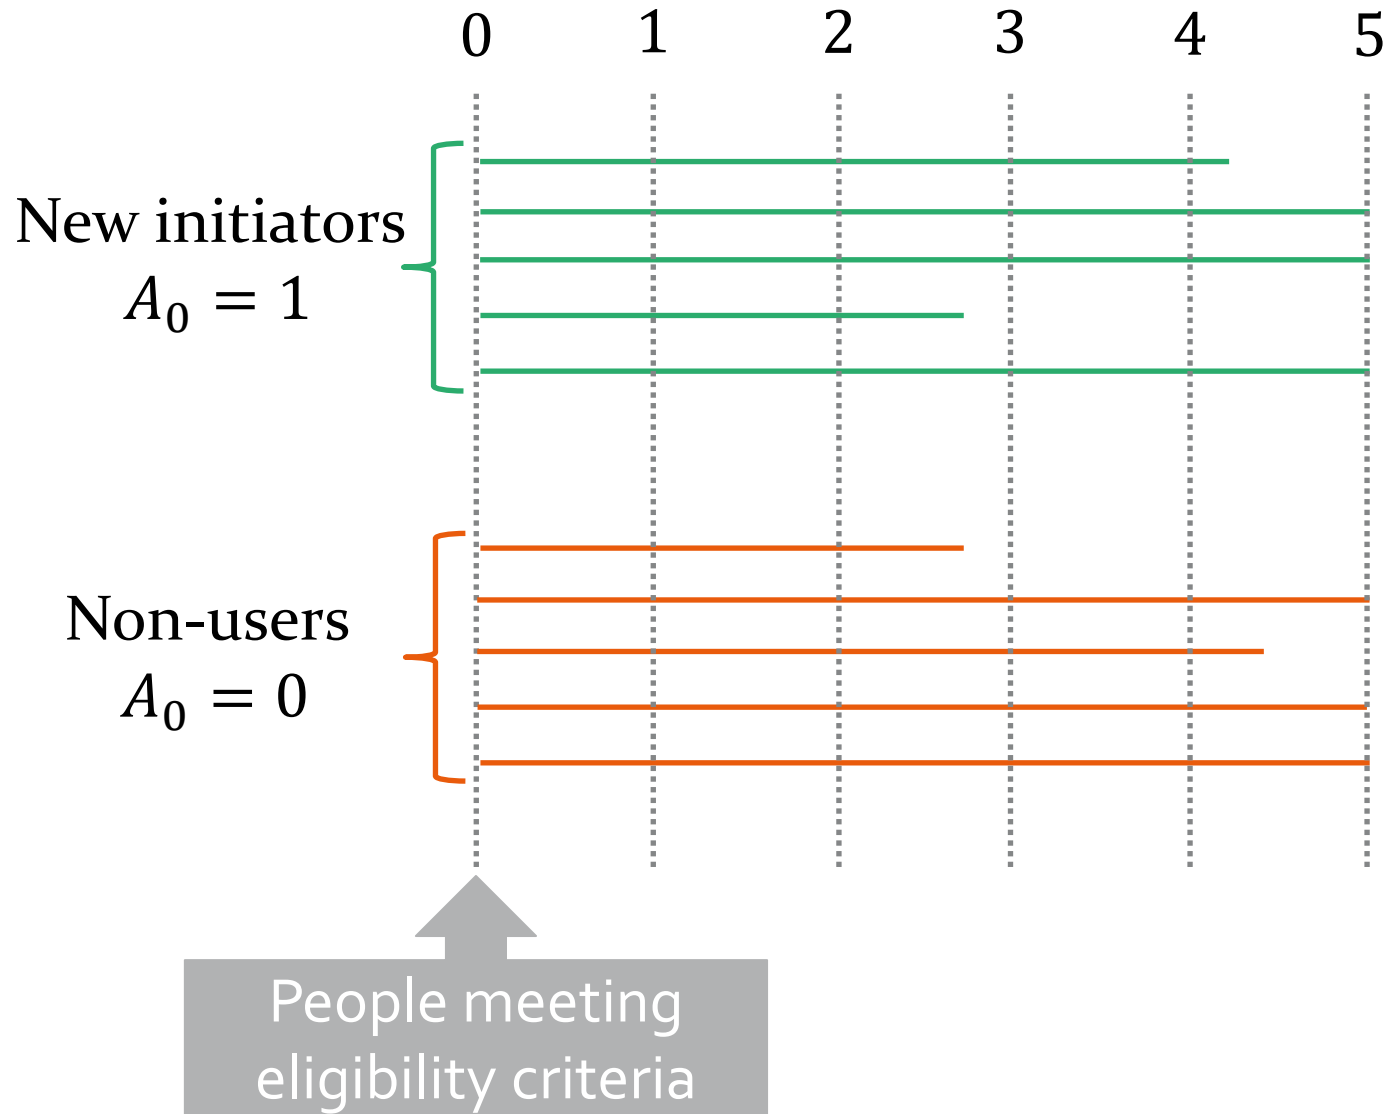 0 1 2 3 4 5
New initiators
A₀ = 1
Non-users
A₀ = 0
People meeting
eligibility criteria